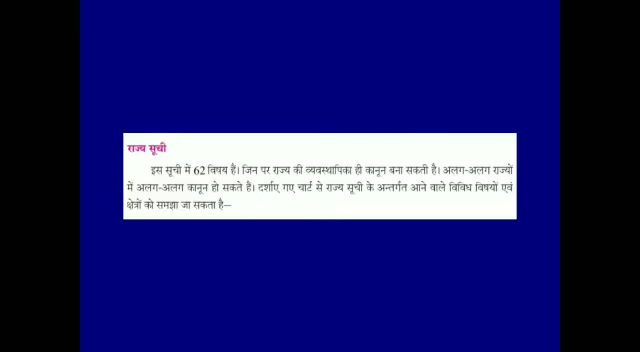 राज्य सूची
इस सूची में 62 विषय हैं। जिन पर राज्य की व्यवस्थापिका ही कानून बना सकती है। अलग-अलग राज्यों
में अलग-अलग कानून हो सकते हैं। दर्शाए गए चार्ट से राज्य सूची के अन्तर्गत आने वाले विविध विषयों एवं
क्षेत्रों को समझा जा सकता है–